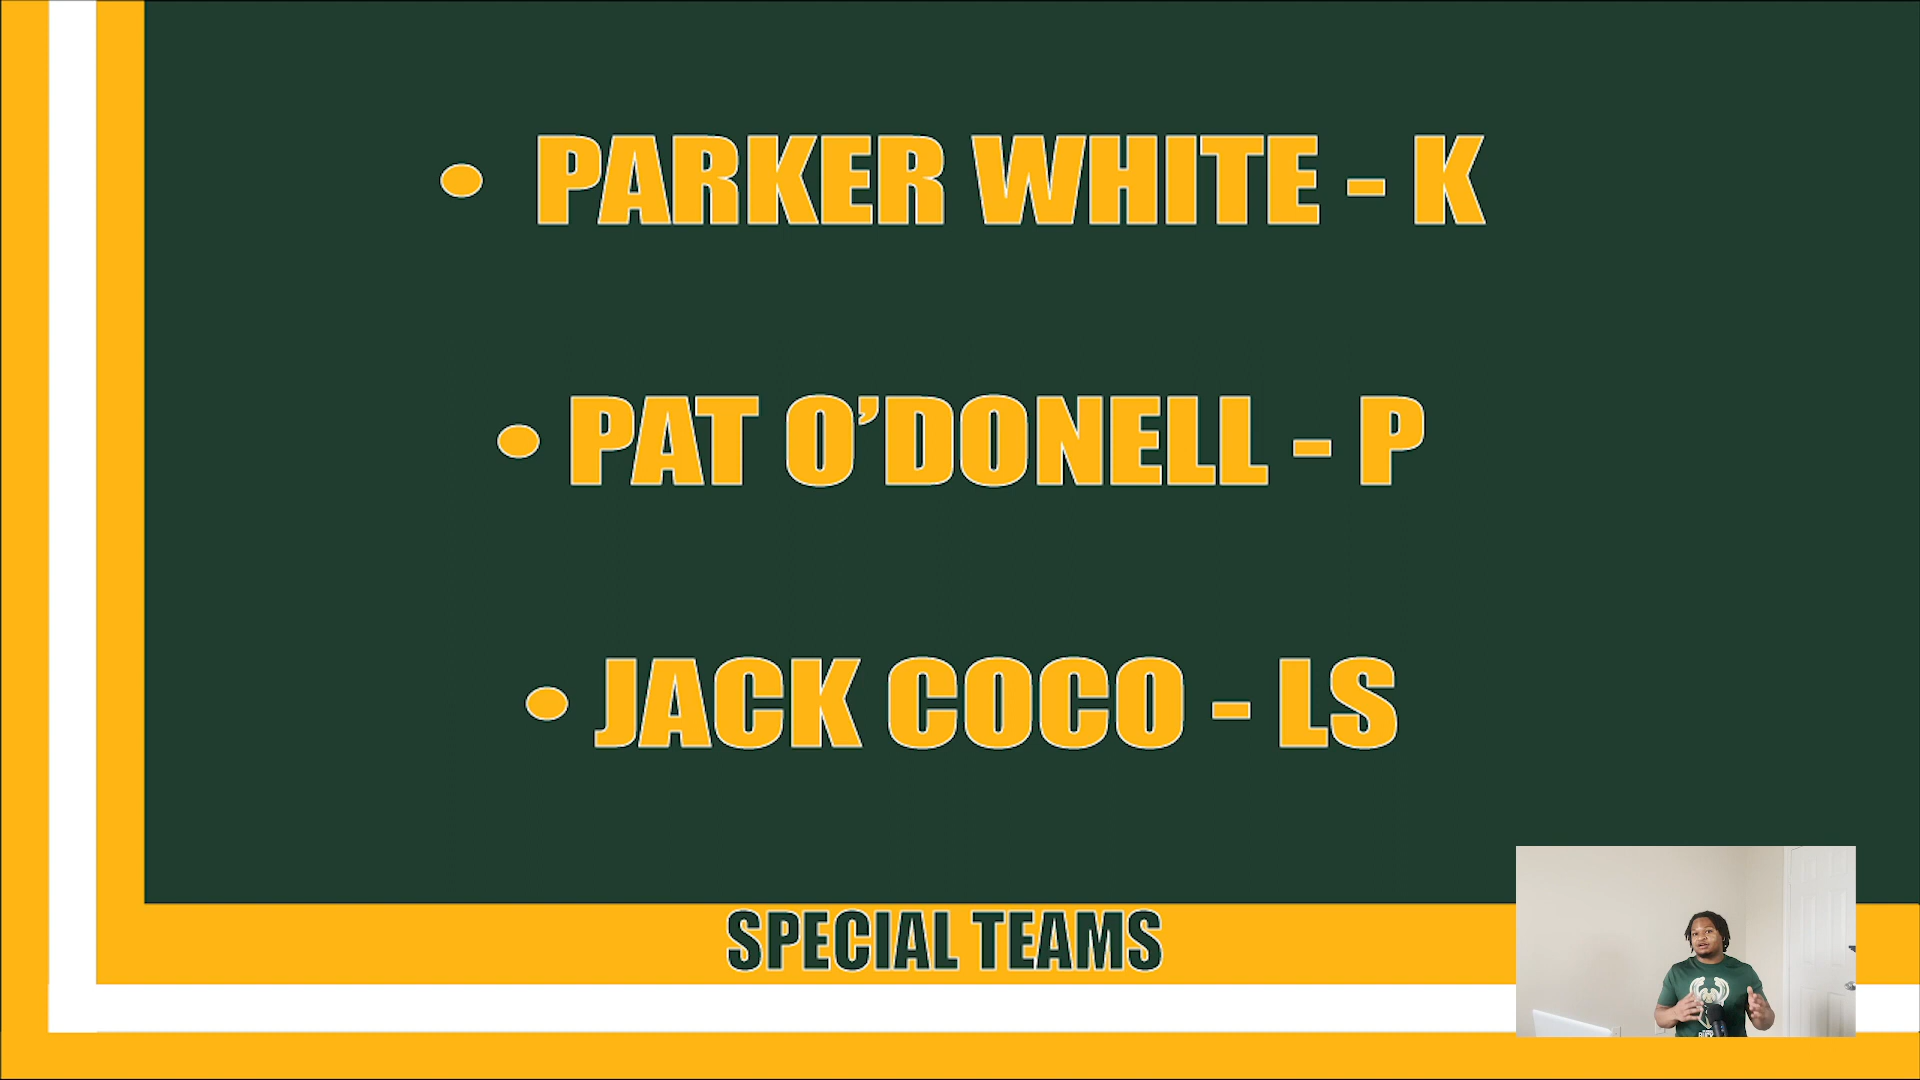 • PARKER WHITE - K
• PAT O’DONELL - P
• JACK COCO - LS
SPECIAL TEAMS